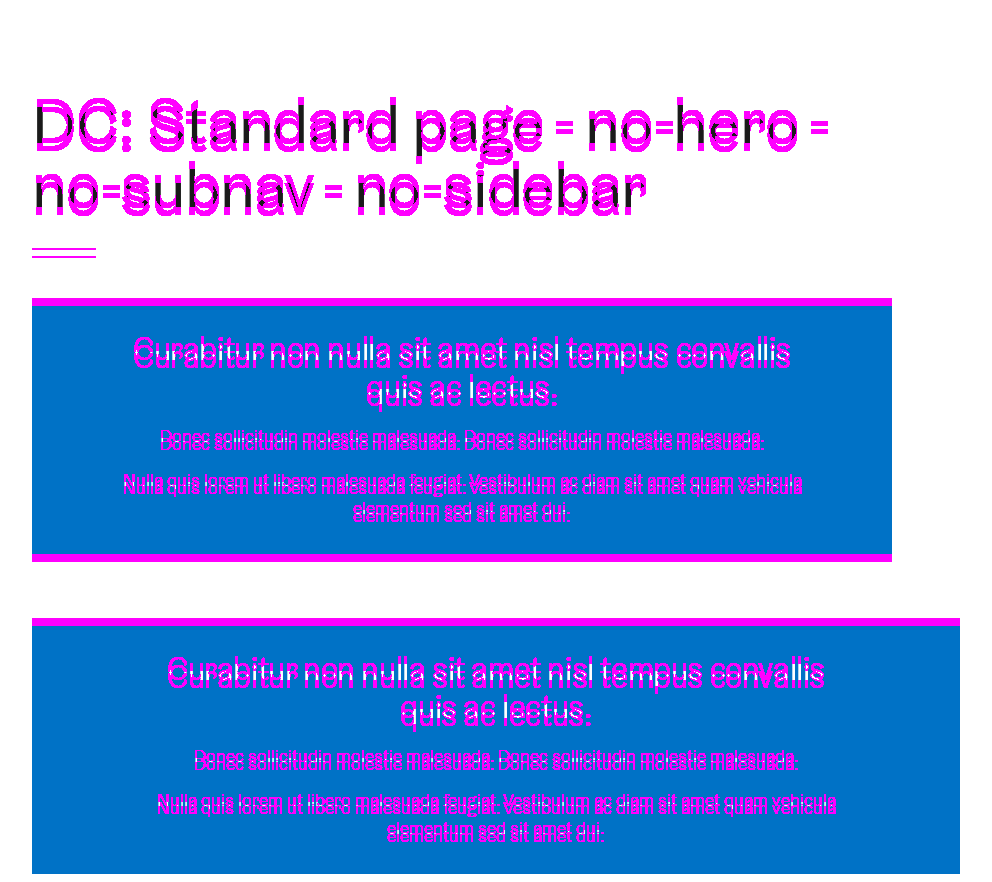 DC: Standard page - no-hero -
no-subnav - no-sidebar
Curabitur non nulla sit amet nisl tempus convallis
quis ac lectus.
Donec sollicitudin molestie malesuada. Donec sollicitudin molestie malesuada.
Nulla quis lorem ut libero malesuada feugiat. Vestibulum ac diam sit amet quam vehicula
elementum sed sit amet dui.
Curabitur non nulla sit amet nisl tempus convallis
quis ac lectus.
Donec sollicitudin molestie malesuada. Donec sollicitudin molestie malesuada.
Nulla quis lorem ut libero malesuada feugiat. Vestibulum ac diam sit amet quam vehicula
elementum sed sit amet dui.